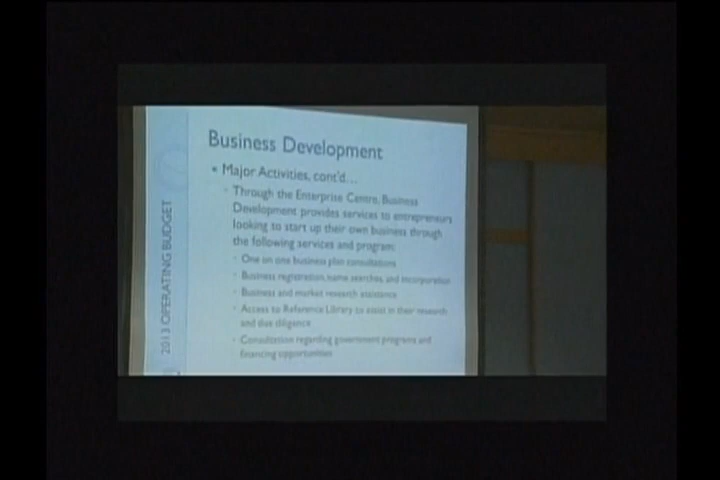 Business Development
• Major Activities, cont'd...
Through the Enterprise Centre, Business
Development provides services to entrepreneurs
looking to start up their own business through
the following services and program:
One on one business plan consultations
Business registration, name searches, and incorporation
Business and market research assistance
Access to Reference Library to assist in their research
and due diligence
Consultation regarding government programs and
financing opportunities
2013 OPERATING BUDGET